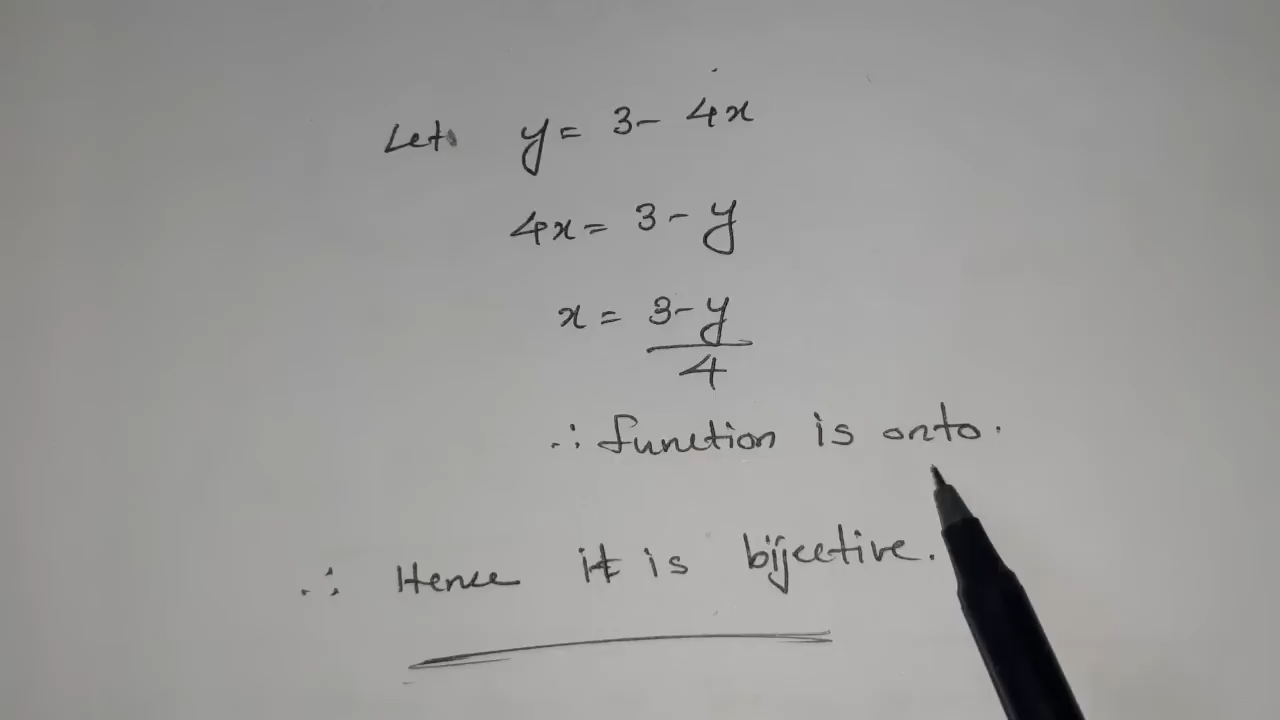 Let y = 3 - 4x
4x = 3 - y
x = 3 - y
4
∴ function is onto.
∴ Hence it is bijective.